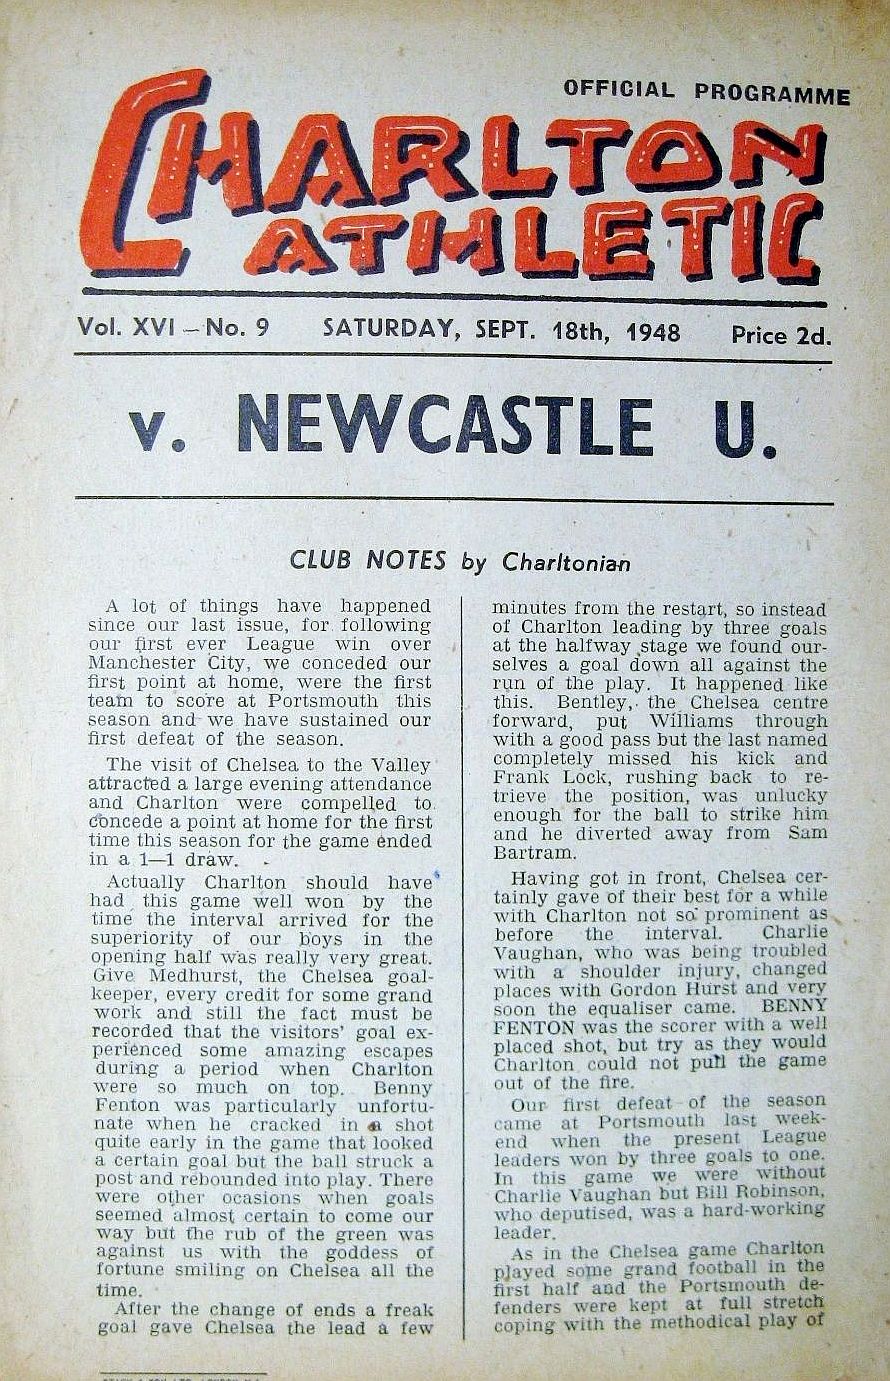 OFFICIAL PROGRAMME
CHARLTON
ATHLETIC
Vol. XVI – No. 9 SATURDAY, SEPT. 18th, 1948 Price 2d.
v. NEWCASTLE U.
CLUB NOTES by Charltonian
A lot of things have happened
since our last issue, for following
our first ever League win over
Manchester City, we conceded our
first point at home, were the first
team to score at Portsmouth this
season and we have sustained our
first defeat of the season.
The visit of Chelsea to the Valley
attracted a large evening attendance
and Charlton were compelled to
concede a point at home for the first
time this season for the game ended
in a 1—1 draw.
Actually Charlton should have
had this game well won by the
time the interval arrived for the
superiority of our boys in the
opening half was really very great.
Give Medhurst, the Chelsea goal-
keeper, every credit for some grand
work and still the fact must be
recorded that the visitors' goal ex-
perienced some amazing escapes
during a period when Charlton
were so much on top. Benny
Fenton was particularly unfortu-
nate when he cracked in a shot
quite early in the game that looked
a certain goal but the ball struck a
post and rebounded into play. There
were other ocasions when goals
seemed almost certain to come our
way but the rub of the green was
against us with the goddess of
fortune smiling on Chelsea all the
time.
After the change of ends a freak
goal gave Chelsea the lead a few
minutes from the restart, so instead
of Charlton leading by three goals
at the halfway stage we found our-
selves a goal down all against the
run of the play. It happened like
this. Bentley, the Chelsea centre
forward, put Williams through
with a good pass but the last named
completely missed his kick and
Frank Lock, rushing back to re-
trieve the position, was unlucky
enough for the ball to strike him
and he diverted away from Sam
Bartram.
Having got in front, Chelsea cer-
tainly gave of their best for a while
with Charlton not so prominent as
before the interval. Charlie
Vaughan, who was being troubled
with a shoulder injury, changed
places with Gordon Hurst and very
soon the equaliser came. BENNY
FENTON was the scorer with a well
placed shot, but try as they would
Charlton could not pull the game
out of the fire.
Our first defeat of the season
came at Portsmouth last week-
end when the present League
leaders won by three goals to one.
In this game we were without
Charlie Vaughan but Bill Robinson,
who deputised, was a hard-working
leader.
As in the Chelsea game Charlton
played some grand football in the
first half and the Portsmouth de-
fenders were kept at full stretch
coping with the methodical play of